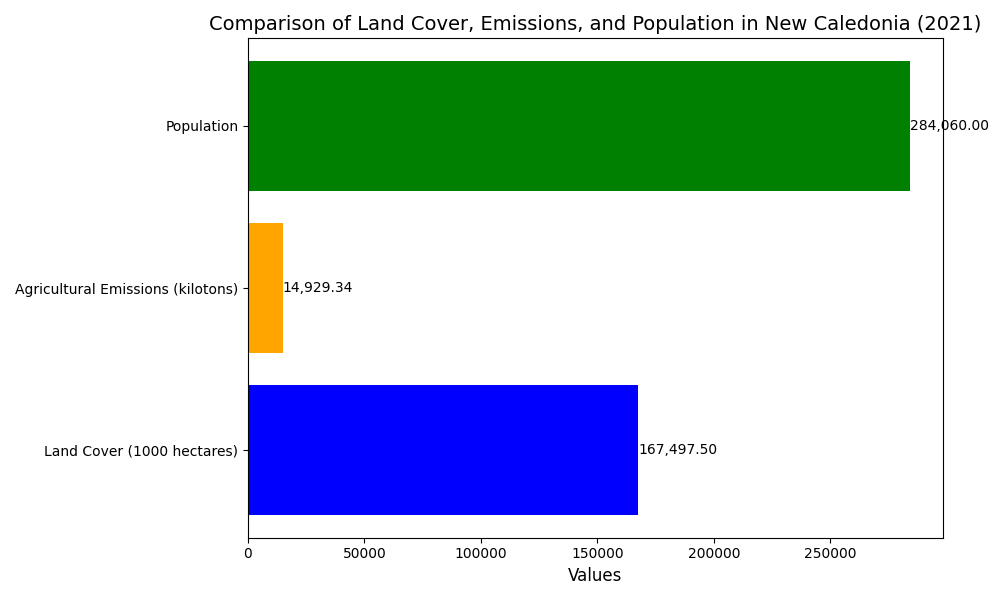 Comparison of Land Cover, Emissions, and Population in New Caledonia (2021)
Population
284,060.00
Agricultural Emissions (kilotons)
14,929.34
Land Cover (1000 hectares)
167,497.50
0 50000 100000 150000 200000 250000
Values